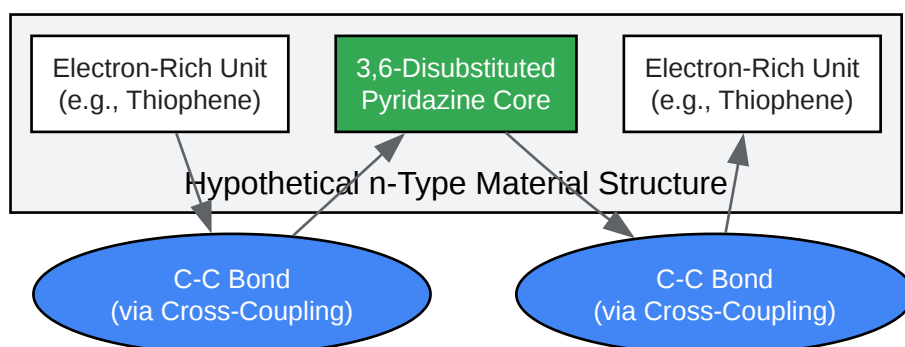 Electron-Rich Unit
(e.g., Thiophene)
3,6-Disubstituted
Pyridazine Core
Electron-Rich Unit
(e.g., Thiophene)
Hypothetical n-Type Material Structure
C-C Bond
(via Cross-Coupling)
C-C Bond
(via Cross-Coupling)